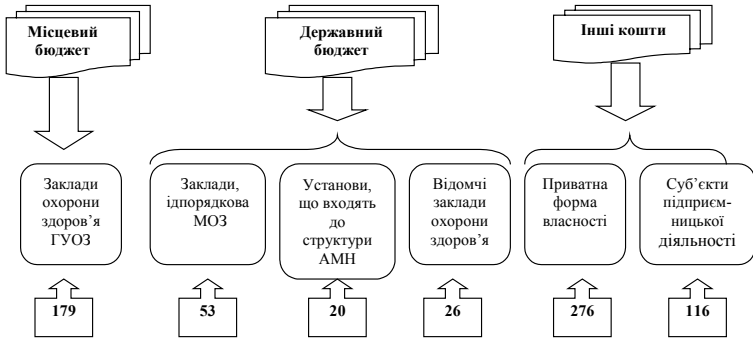 Місцевий
бюджет
Державний
бюджет
Інші кошти
Заклади
охорони
здоров’я
ГУОЗ
Заклади,
ідпорядкова
МОЗ
Установи,
що входять
до
структури
АМН
Відомчі
заклади
охорони
здоров’я
Приватна
форма
власності
Суб’єкти
підприєм-
ницької
діяльності
179
53
20
26
276
116